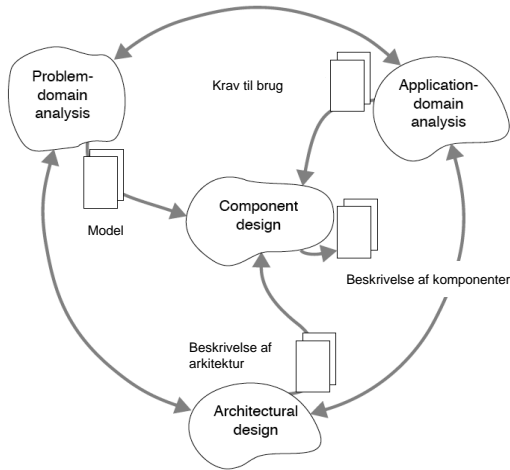 Problem-
domain
analysis
Krav til brug
Application-
domain
analysis
Model
Component
design
Beskrivelse af komponenter
Beskrivelse af
arkitektur
Architectural
design